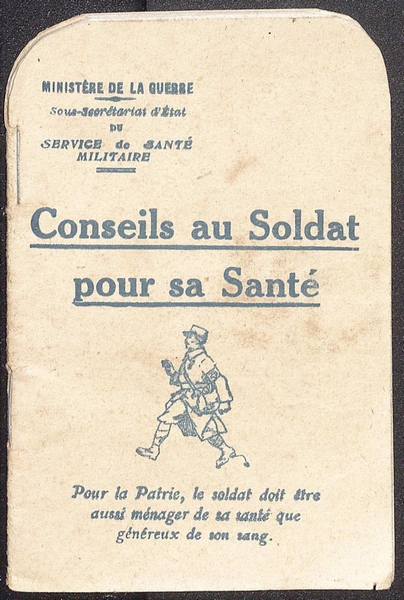 MINISTÈRE DE LA GUERRE
Sous-Secrétariat d'État
DU
SERVICE de SANTÉ
MILITAIRE
Conseils au Soldat
pour sa Santé
Pour la Patrie, le soldat doit être
aussi ménager de sa santé que
généreux de son sang.